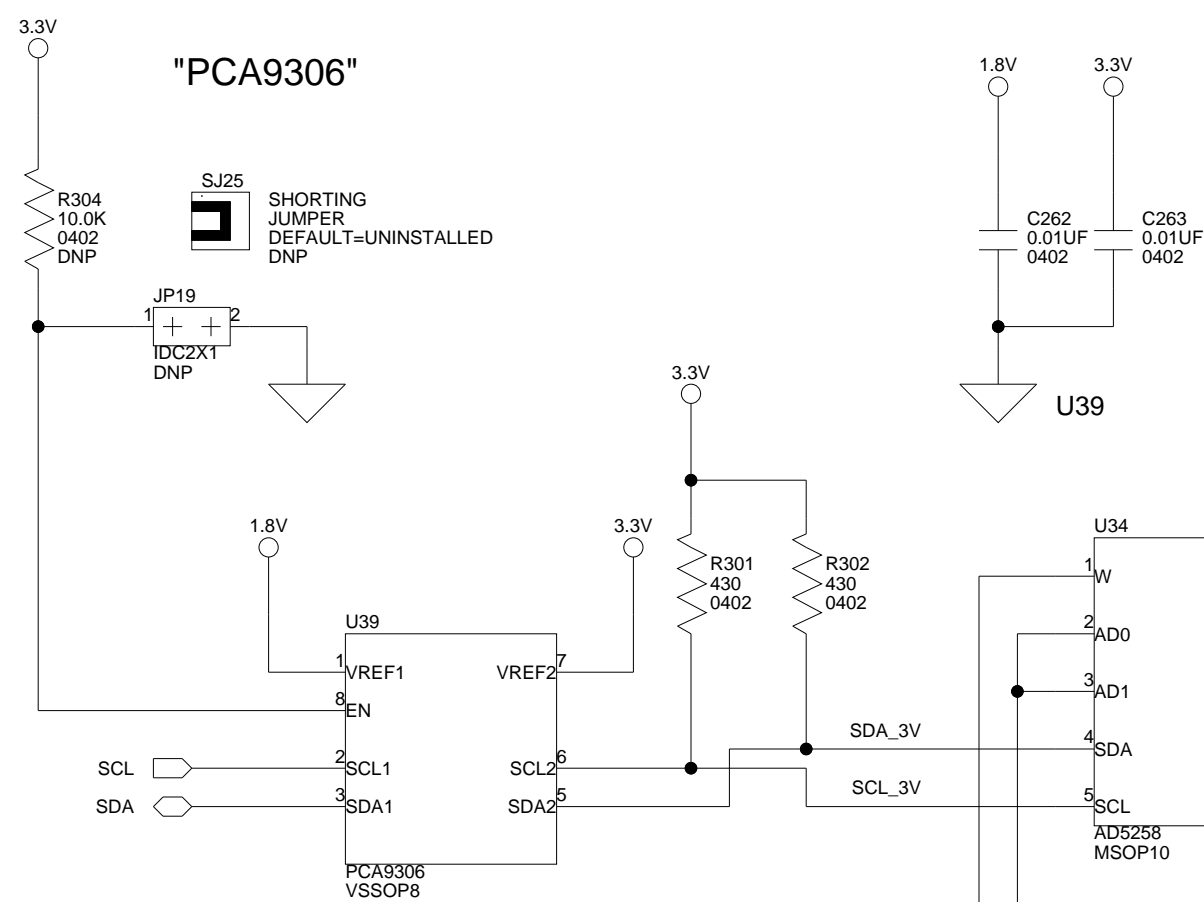 3.3V
"PCA9306"
1.8V
3.3V
R304
10.0K
0402
DNP
SJ25
SHORTING
JUMPER
DEFAULT=UNINSTALLED
DNP
C262
0.01UF
0402
C263
0.01UF
0402
JP19
1
2
IDC2X1
DNP
U39
3.3V
1.8V
3.3V
R301
430
0402
R302
430
0402
U34
1
W
2
AD0
3
AD1
4
SDA
5
SCL
AD5258
MSOP10
U39
1
VREF1
VREF2
7
8
EN
SCL
2
SCL1
SCL2
6
SDA
3
SDA1
SDA2
5
SDA_3V
SCL_3V
PCA9306
VSSOP8